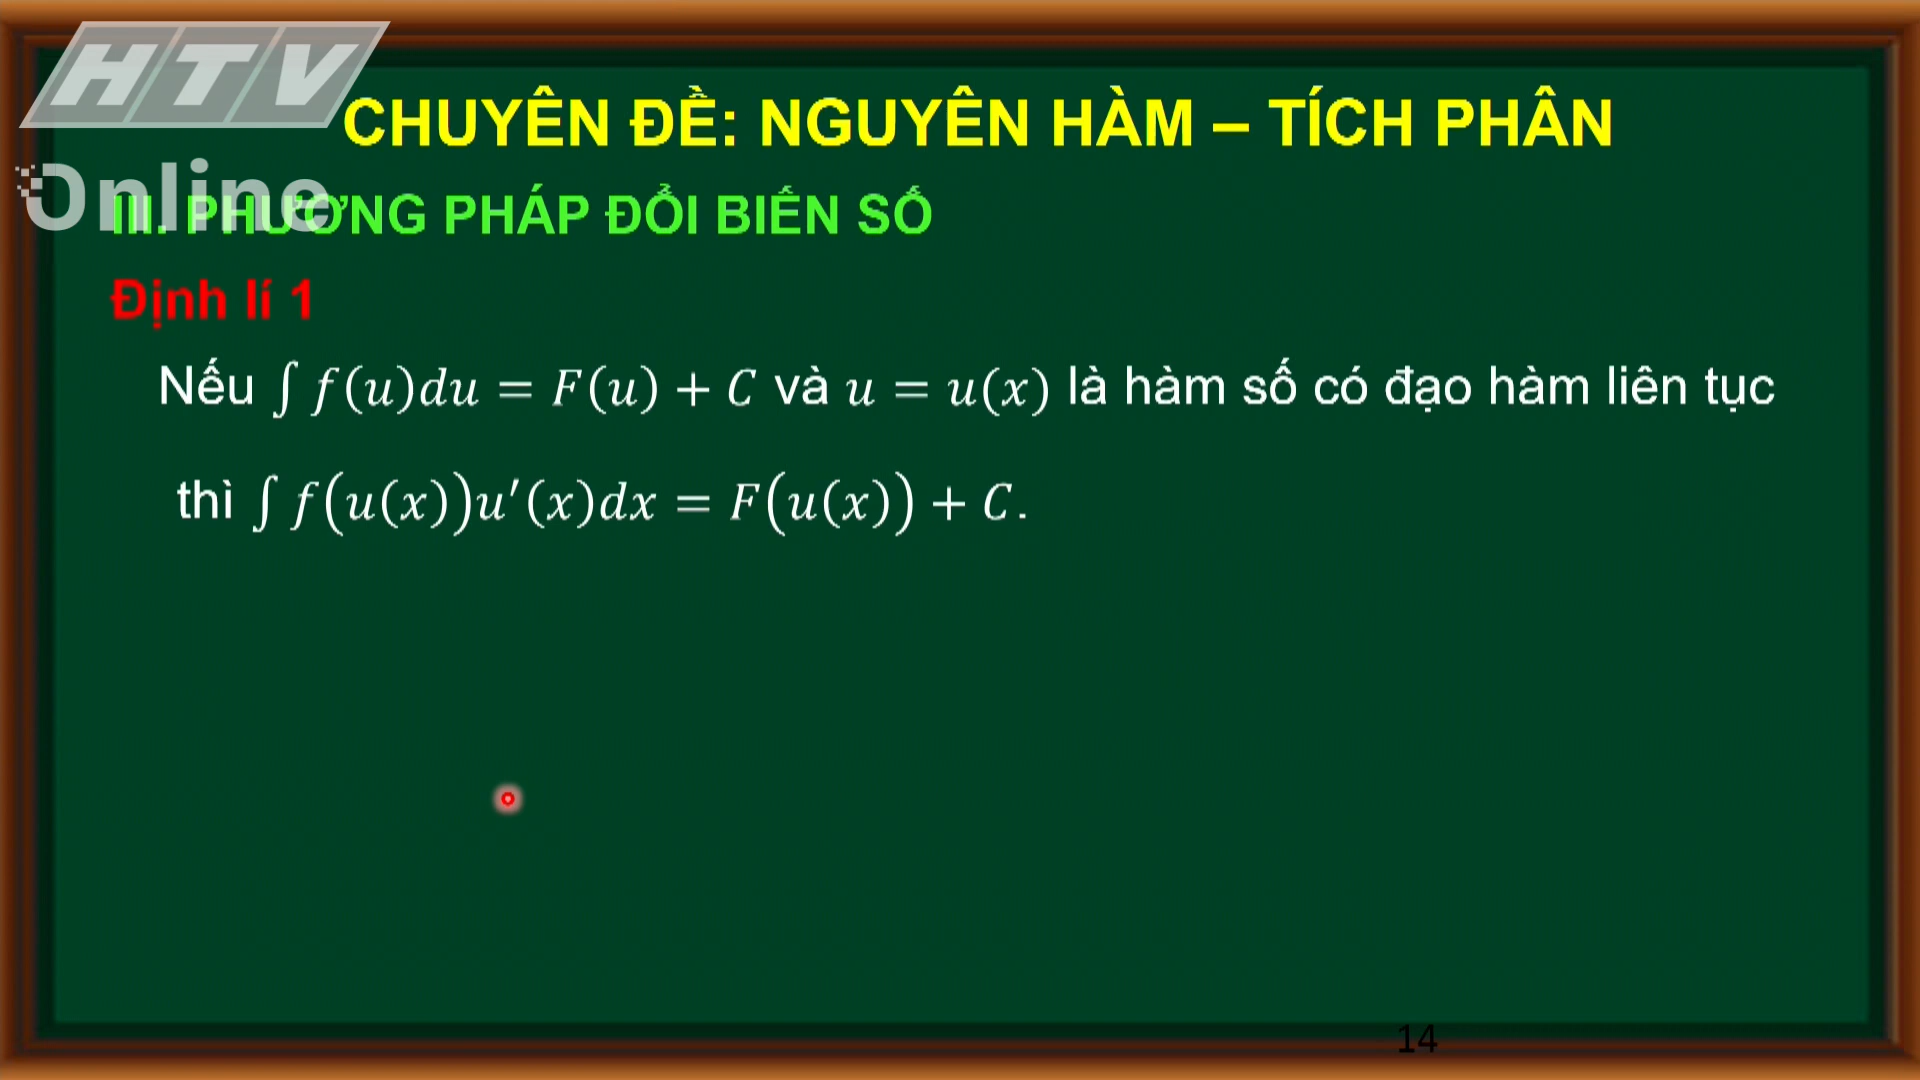 HTV
Online
CHUYÊN ĐỀ: NGUYÊN HÀM – TÍCH PHÂN
III. PHƯƠNG PHÁP ĐỔI BIẾN SỐ
Định lí 1
Nếu ∫ f(u)du = F(u) + C và u = u(x) là hàm số có đạo hàm liên tục
thì ∫ f(u(x))u′(x)dx = F(u(x)) + C.
14